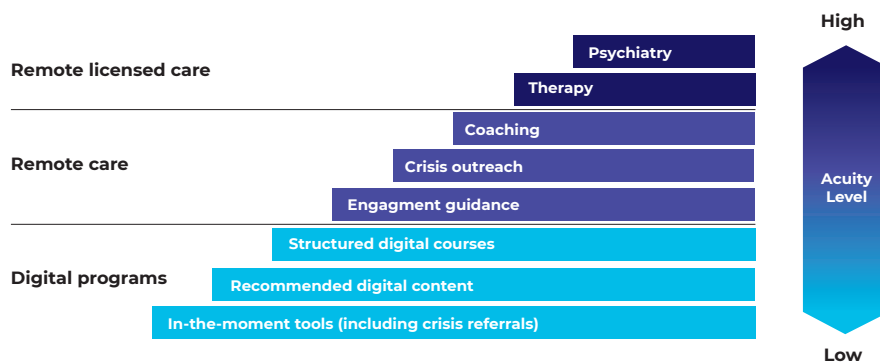 High
Remote licensed care
Psychiatry
Therapy
Remote care
Coaching
Crisis outreach
Engagment guidance
Acuity
Level
Digital programs
Structured digital courses
Recommended digital content
In-the-moment tools (including crisis referrals)
Low